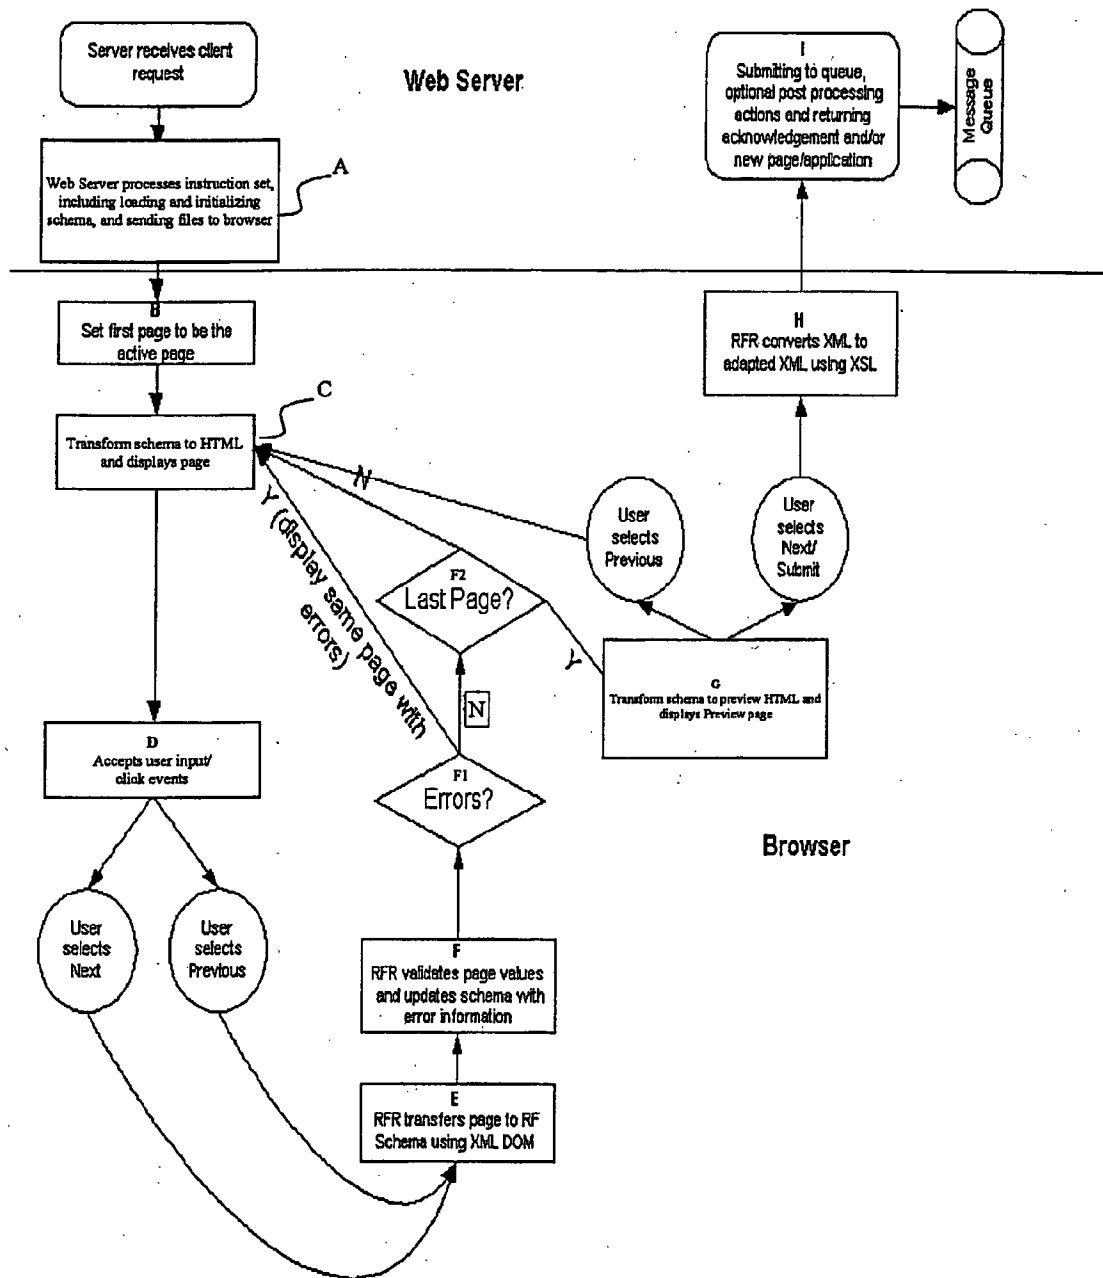 Server receives client
request
Web Server
I
Submitting to queue,
optional post processing
actions and returning
acknowledgement and/or
new page/application
Message
Queue
Web Server processes instruction set,
including loading and initializing
schema, and sending files to browser
A
B
Set first page to be the
active page
H
RFR converts XML to
adapted XML using XSL
C
Transform schema to HTML
and displays page
N
Y (display same page with
errors)
User
selects
Previous
User
selects
Next/
Submit
F2
Last Page?
Y
G
Transform schema to preview HTML and
displays Preview page
N
D
Accepts user input/
click events
F1
Errors?
Browser
User
selects
Next
User
selects
Previous
F
RFR validates page values
and updates schema with
error information
E
RFR transfers page to RF
Schema using XML DOM